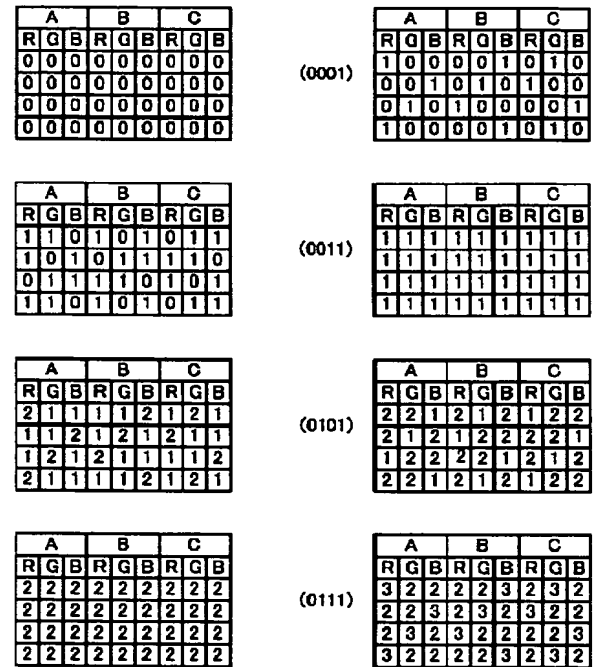 A B C
R G B R G B R G B
0 0 0 0 0 0 0 0 0
0 0 0 0 0 0 0 0 0
0 0 0 0 0 0 0 0 0
0 0 0 0 0 0 0 0 0
(0001)
A B C
R G B R G B R G B
1 0 0 0 0 1 0 1 0
0 0 1 0 1 0 1 0 0
0 1 0 1 0 0 0 0 1
1 0 0 0 0 1 0 1 0
A B C
R G B R G B R G B
1 1 0 1 0 1 0 1 1
1 0 1 0 1 1 1 1 0
0 1 1 1 1 0 1 0 1
1 1 0 1 0 1 0 1 1
(0011)
A B C
R G B R G B R G B
1 1 1 1 1 1 1 1 1
1 1 1 1 1 1 1 1 1
1 1 1 1 1 1 1 1 1
1 1 1 1 1 1 1 1 1
A B C
R G B R G B R G B
2 1 1 1 1 2 1 2 1
1 1 2 1 2 1 2 1 1
1 2 1 2 1 1 1 1 2
2 1 1 1 1 2 1 2 1
(0101)
A B C
R G B R G B R G B
2 2 1 2 1 2 1 2 2
2 1 2 1 2 2 2 2 1
1 2 2 2 2 1 2 1 2
2 2 1 2 1 2 1 2 2
A B C
R G B R G B R G B
2 2 2 2 2 2 2 2 2
2 2 2 2 2 2 2 2 2
2 2 2 2 2 2 2 2 2
2 2 2 2 2 2 2 2 2
(0111)
A B C
R G B R G B R G B
3 2 2 2 2 3 2 3 2
2 2 3 2 3 2 3 2 2
2 3 2 3 2 2 2 2 3
3 2 2 2 2 3 2 3 2